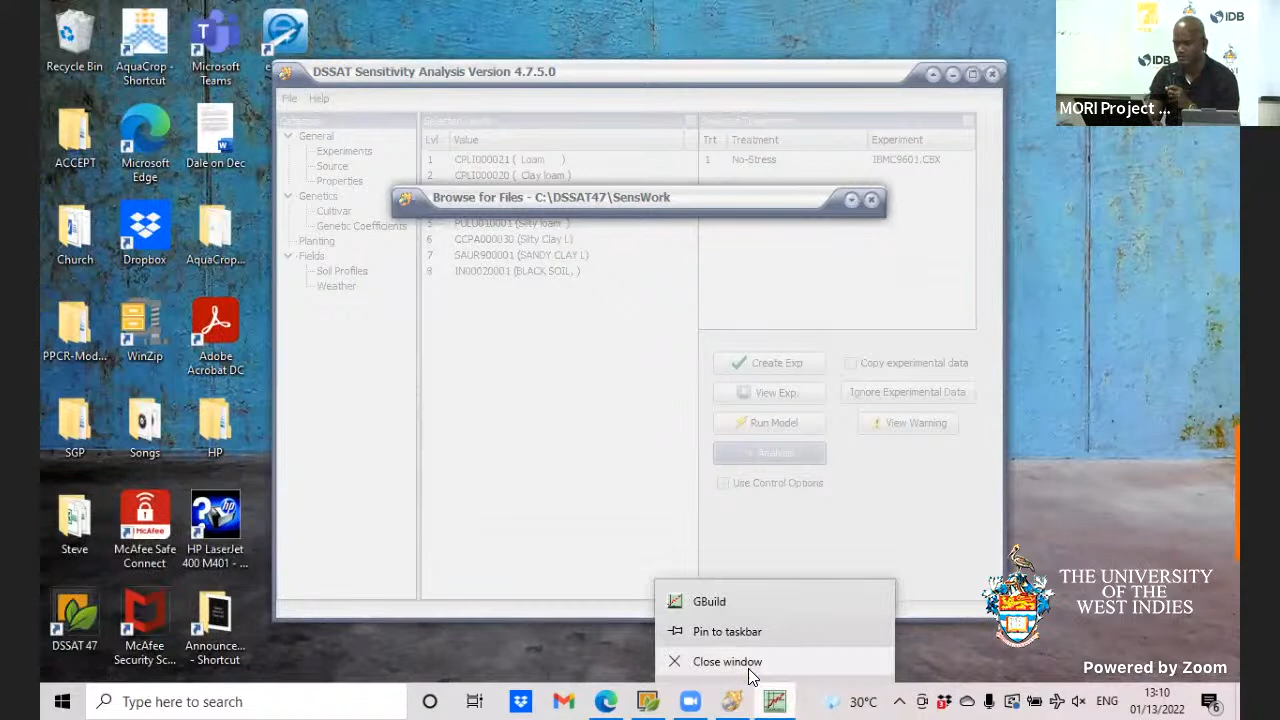 Recycle Bin
AquaCrop - Shortcut
Microsoft Teams
e
ACCEPT
Microsoft Edge
Dale on Dec
Church
Dropbox
AquaCrop...
PPCR-Mod...
WinZip
Adobe Acrobat DC
SGP
Songs
HP
Steve
McAfee Safe Connect
HP LaserJet 400 M401 - ...
DSSAT 47
McAfee Security Sc...
Announce... - Shortcut
McAfee
DSSAT Sensitivity Analysis Version 4.7.5.0
File Help
General
Experiments
Source
Properties
Genetics
Cultivar
Genetic Coefficients
Planting
Fields
Soil Profiles
Weather
Lvl Value
1 CPLI000021 ( Loam )
2 CPLI000020 ( Clay loam )
6 CCPA000030 (Silty Clay L)
7 SAUR900001 (SANDY CLAY L)
8 IN00020001 (BLACK SOIL, )
Trt Treatment Experiment
1 No-Stress IBMC9601.CBX
Browse for Files - C:\DSSAT47\SensWork
Create Exp
Copy experimental data
View Exp.
Ignore Experimental Data
Run Model
View Warning
Analysis
Use Control Options
GBuild
Pin to taskbar
Close window
IDB
IDB
MORI Project ...
THE UNIVERSITY
OF THE
WEST INDIES
Powered by Zoom
Type here to search
30°C
ENG
13:10
01/13/2022
6